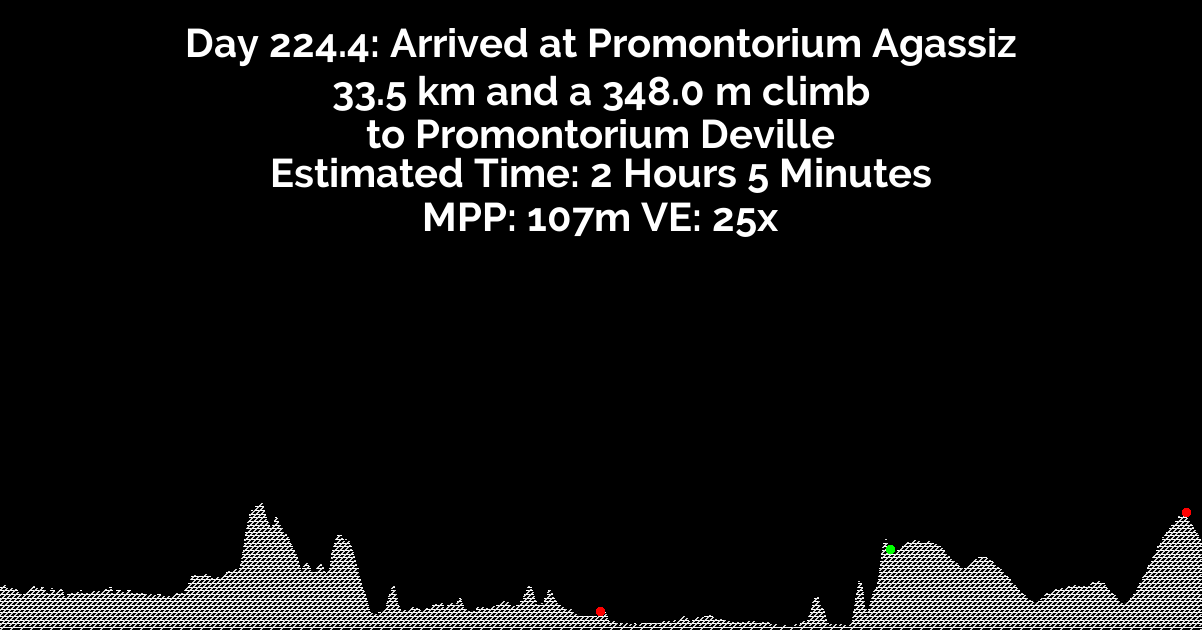 Day 224.4: Arrived at Promontorium Agassiz
33.5 km and a 348.0 m climb
to Promontorium Deville
Estimated Time: 2 Hours 5 Minutes
MPP: 107m VE: 25x